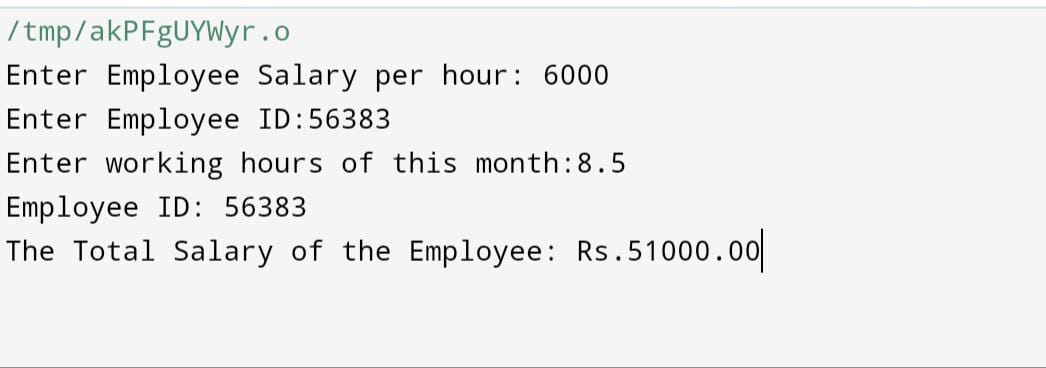 /tmp/akPFgUYWyr.o
Enter Employee Salary per hour: 6000
Enter Employee ID:56383
Enter working hours of this month:8.5
Employee ID: 56383
The Total Salary of the Employee: Rs.51000.00